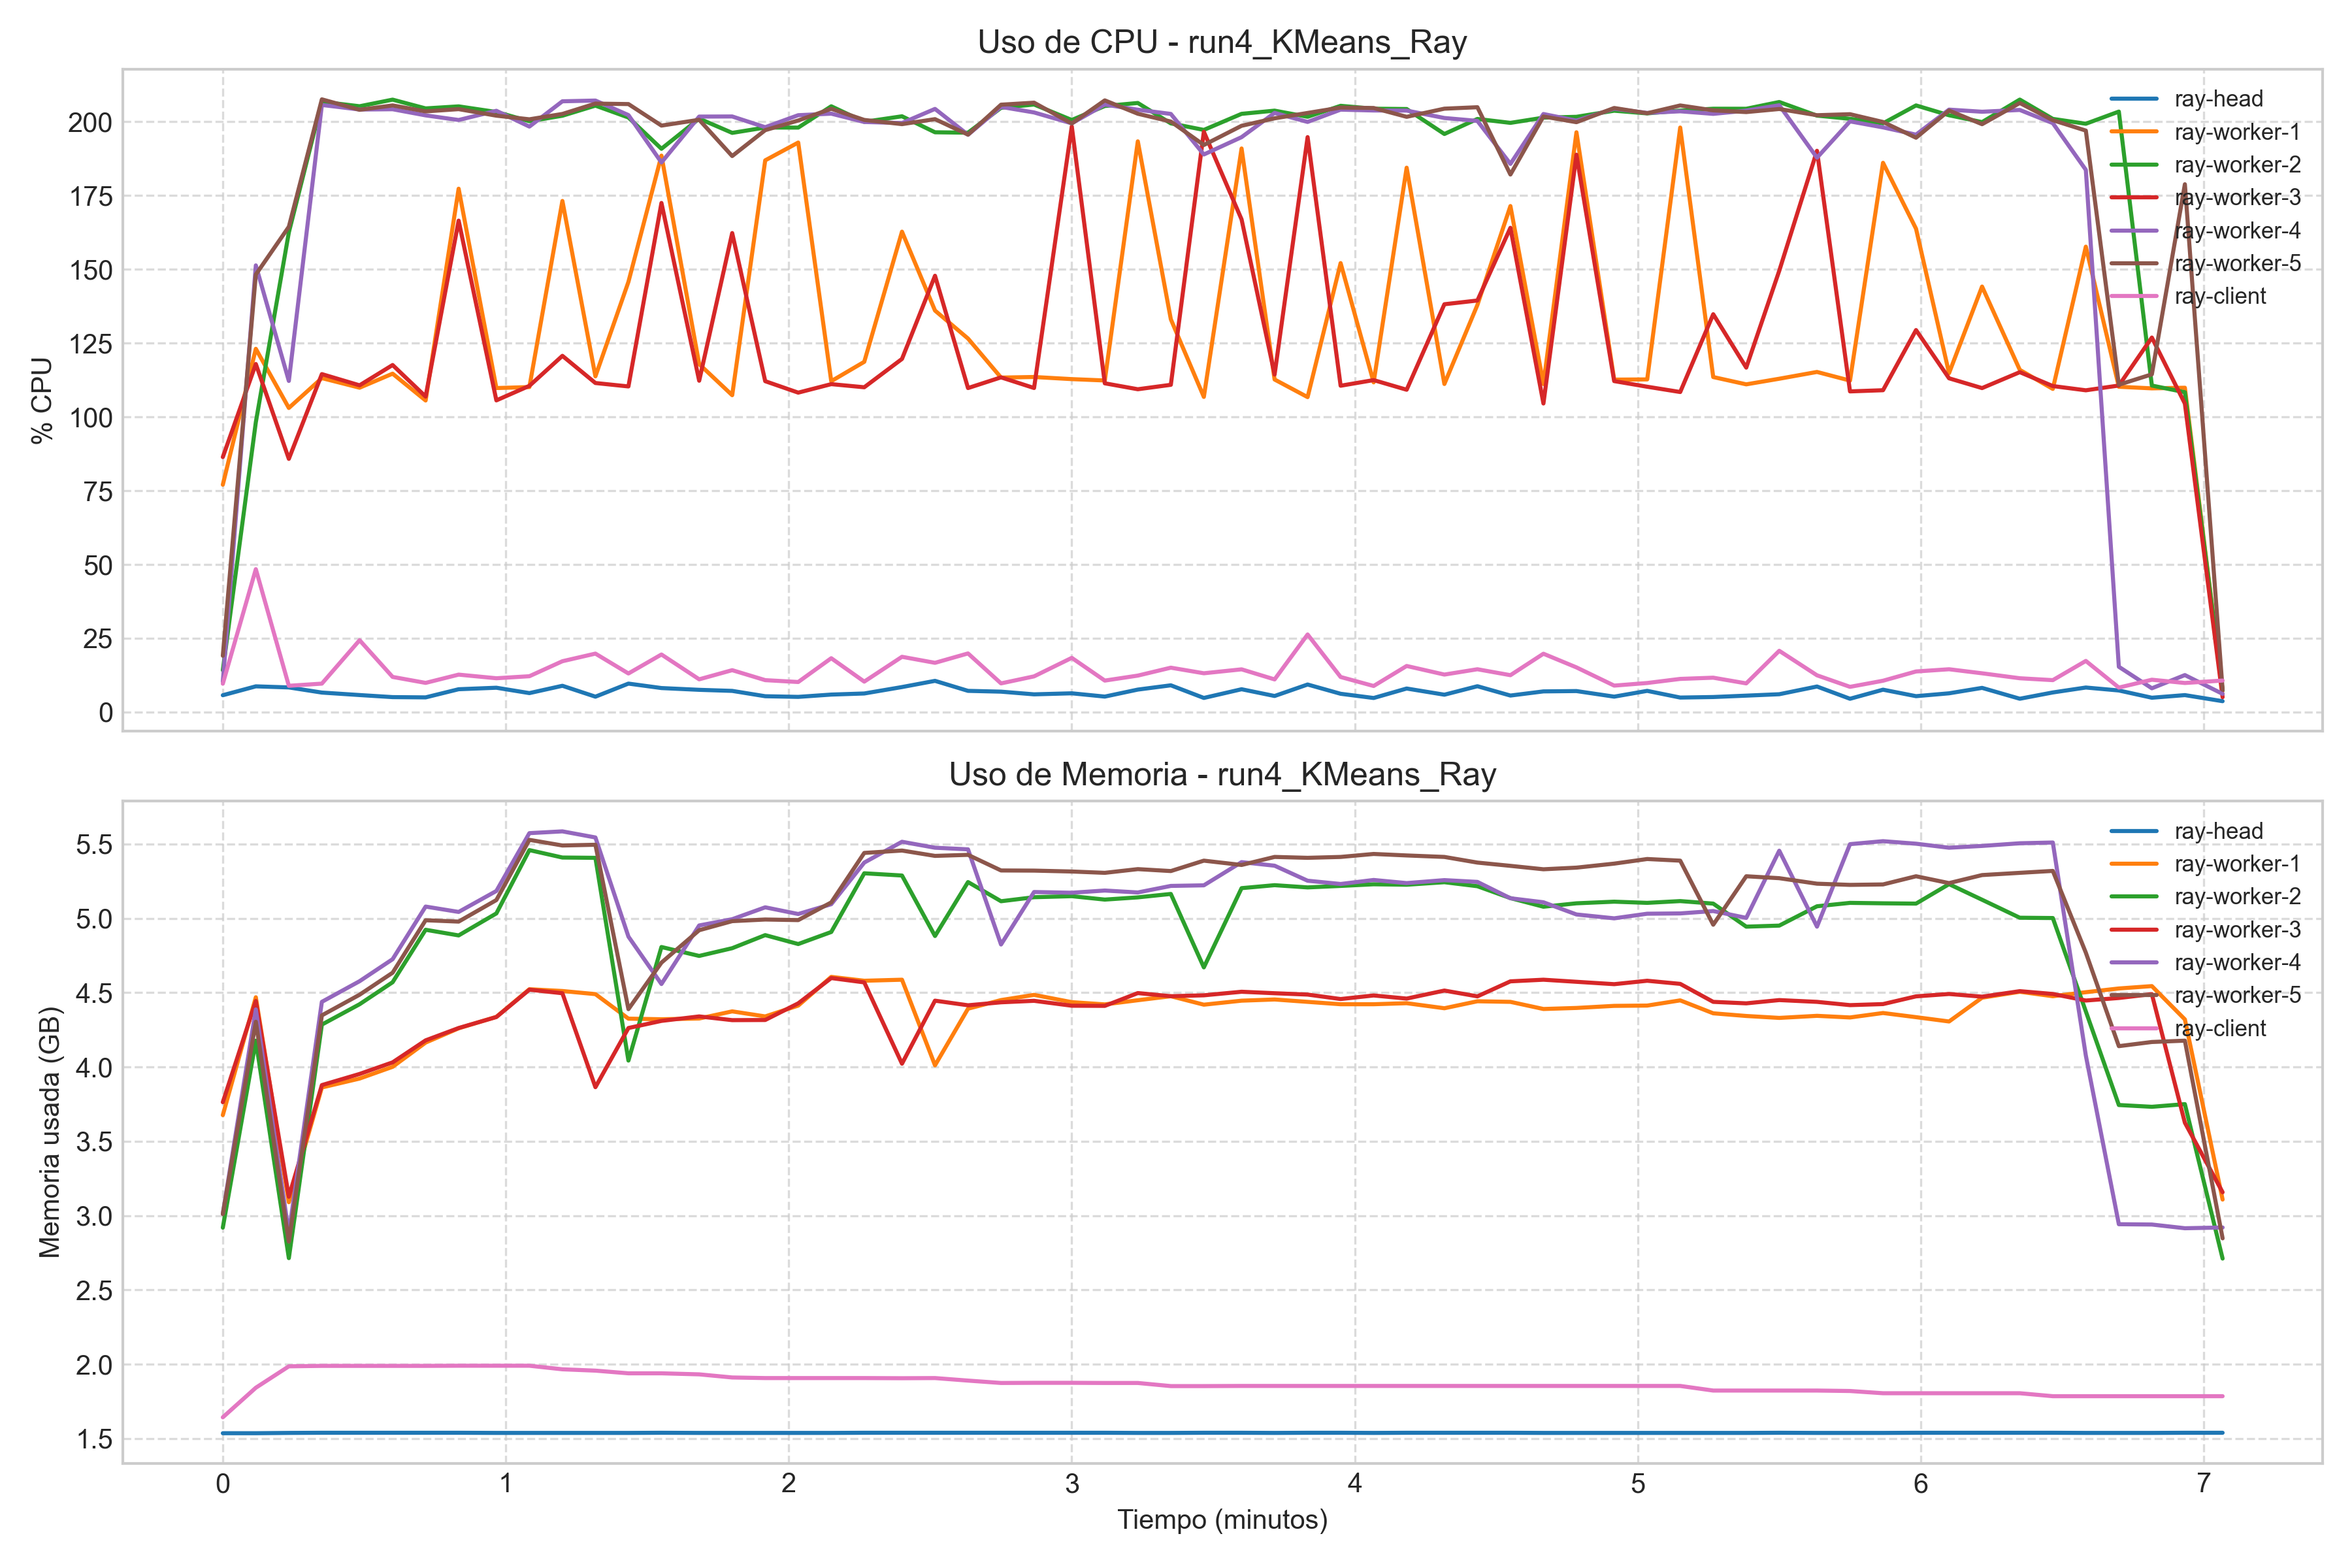 Uso de CPU - run4_KMeans_Ray
% CPU
200
175
150
125
100
75
50
25
0
ray-head
ray-worker-1
ray-worker-2
ray-worker-3
ray-worker-4
ray-worker-5
ray-client
Uso de Memoria - run4_KMeans_Ray
Memoria usada (GB)
5.5
5.0
4.5
4.0
3.5
3.0
2.5
2.0
1.5
ray-head
ray-worker-1
ray-worker-2
ray-worker-3
ray-worker-4
ray-worker-5
ray-client
0 1 2 3 4 5 6 7
Tiempo (minutos)